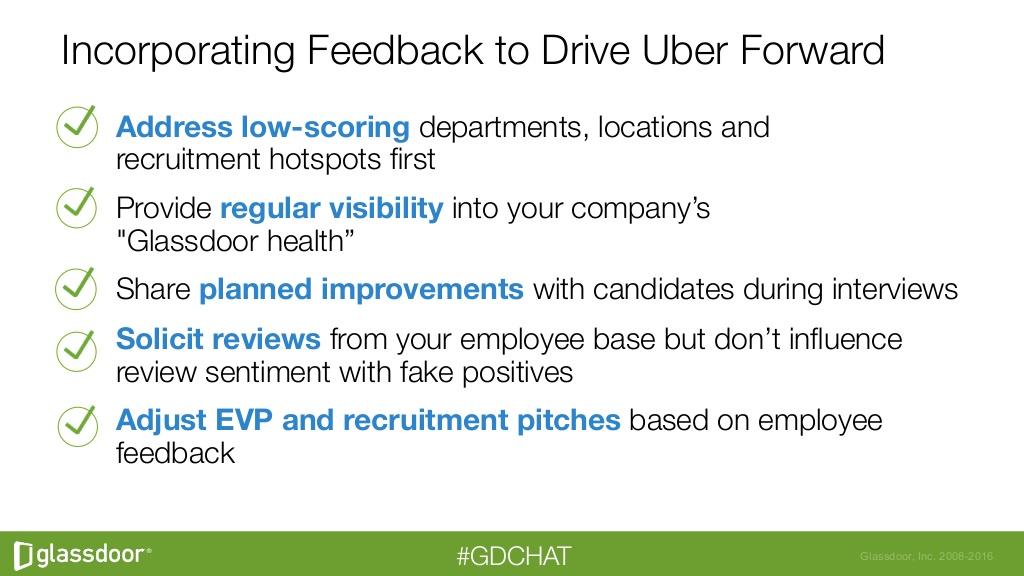 Incorporating Feedback to Drive Uber Forward
Address low-scoring departments, locations and
recruitment hotspots first
Provide regular visibility into your company’s
"Glassdoor health”
Share planned improvements with candidates during interviews
Solicit reviews from your employee base but don’t influence
review sentiment with fake positives
Adjust EVP and recruitment pitches based on employee
feedback
glassdoor®
#GDCHAT
Glassdoor, Inc. 2008-2016